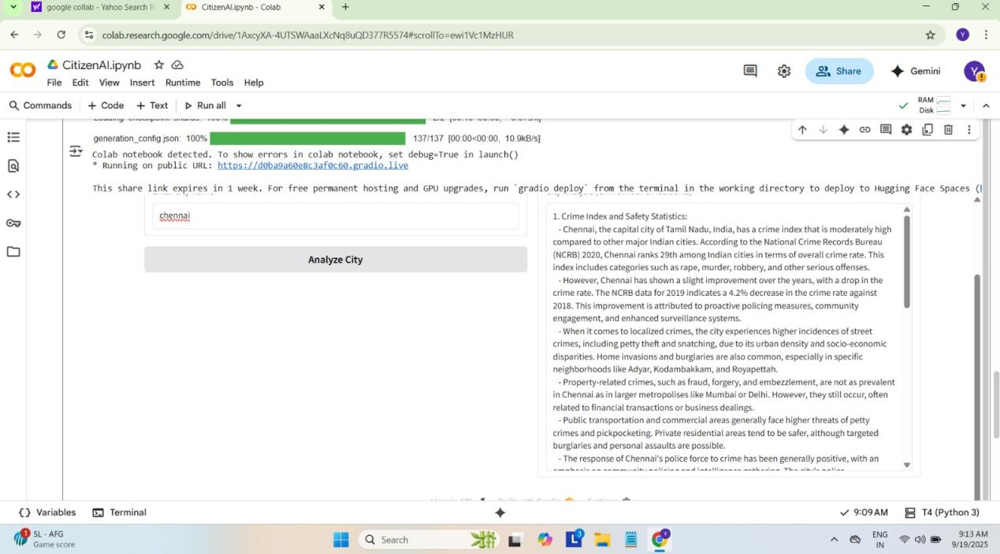 google collab - Yahoo Search R
CitizenAI.ipynb - Colab
colab.research.google.com/drive/1AxcyXA-4UTSWAaaLXcNq8uQD377R5574#scrollTo=ewi1Vc1MzHUR
Y
CO
CitizenAI.ipynb
File Edit View Insert Runtime Tools Help
Share
Gemini
Y
Commands + Code + Text Run all
RAM
Disk
generation_config.json: 100% 137/137 [00:00<00:00, 10.9kB/s]
Colab notebook detected. To show errors in colab notebook, set debug=True in launch()
* Running on public URL: https://d0ba9a60e8c3af0c60.gradio.live
This share link expires in 1 week. For free permanent hosting and GPU upgrades, run `gradio deploy` from the terminal in the working directory to deploy to Hugging Face Spaces (
chennai
Analyze City
1. Crime Index and Safety Statistics:
- Chennai, the capital city of Tamil Nadu, India, has a crime index that is moderately high
compared to other major Indian cities. According to the National Crime Records Bureau
(NCRB) 2020, Chennai ranks 29th among Indian cities in terms of overall crime rate. This
index includes categories such as rape, murder, robbery, and other serious offenses.
- However, Chennai has shown a slight improvement over the years, with a drop in the
crime rate. The NCRB data for 2019 indicates a 4.2% decrease in the crime rate against
2018. This improvement is attributed to proactive policing measures, community
engagement, and enhanced surveillance systems.
- When it comes to localized crimes, the city experiences higher incidences of street
crimes, including petty theft and snatching, due to its urban density and socio-economic
disparities. Home invasions and burglaries are also common, especially in specific
neighborhoods like Adyar, Kodambakkam, and Royapettah.
- Property-related crimes, such as fraud, forgery, and embezzlement, are not as prevalent
in Chennai as in larger metropolises like Mumbai or Delhi. However, they still occur, often
related to financial transactions or business dealings.
- Public transportation and commercial areas generally face higher threats of petty
crimes and pickpocketing. Private residential areas tend to be safer, although targeted
burglaries and personal assaults are possible.
- The response of Chennai's police force to crime has been generally positive, with an
Variables
Terminal
9:09 AM
T4 (Python 3)
1
SL - AFG
Game score
Search
L
3
Y
ENG
IN
9:13 AM
9/19/2025